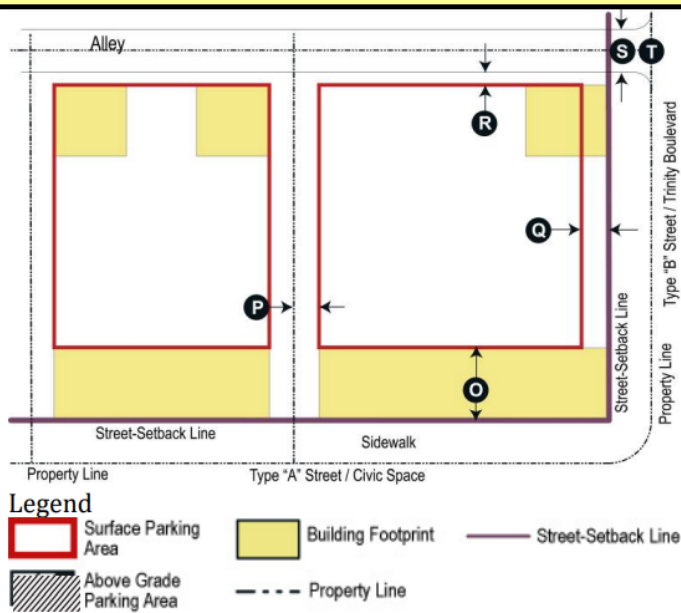 Alley
S T
R
Q
P
O
Type "B" Street / Trinity Boulevard
Street-Setback Line
Property Line
Street-Setback Line
Sidewalk
Property Line
Type "A" Street / Civic Space
Legend
Surface Parking
Area
Building Footprint
Street-Setback Line
Above Grade
Parking Area
Property Line